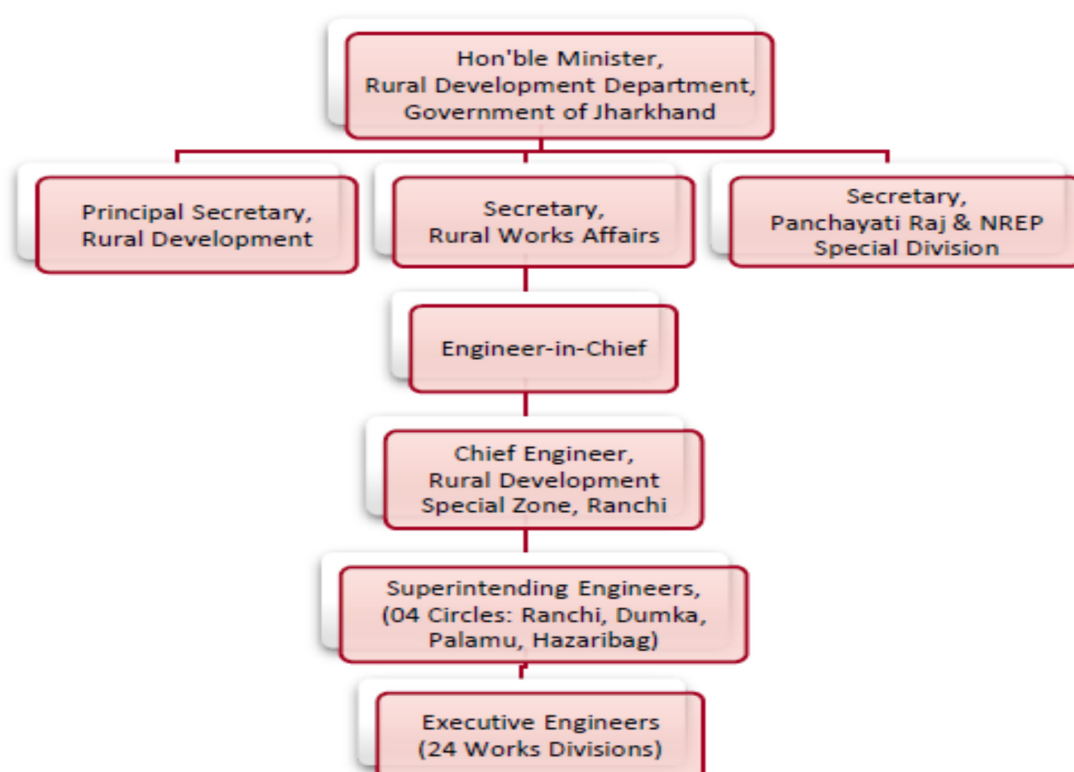 Hon'ble Minister,
Rural Development Department,
Government of Jharkhand
Principal Secretary,
Rural Development
Secretary,
Rural Works Affairs
Secretary,
Panchayati Raj & NREP
Special Division
Engineer-in-Chief
Chief Engineer,
Rural Development
Special Zone, Ranchi
Superintending Engineers,
(04 Circles: Ranchi, Dumka,
Palamu, Hazaribag)
Executive Engineers
(24 Works Divisions)